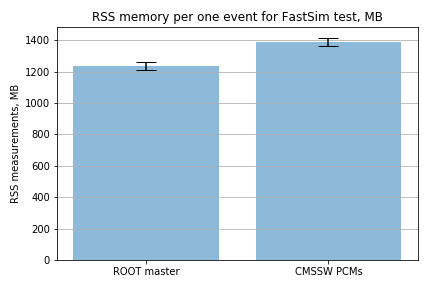 RSS memory per one event for FastSim test, MB
RSS measurements, MB
1400
1200
1000
800
600
400
200
0
ROOT master
CMSSW PCMs